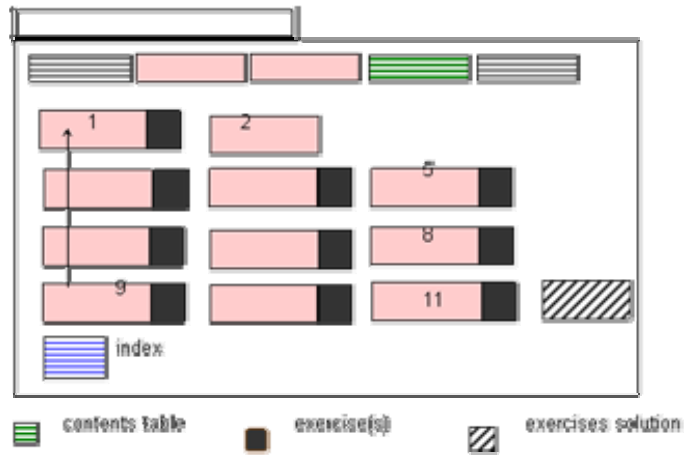 1
2
5
8
9
11
index
contents table
exercise(s)
exercises solution